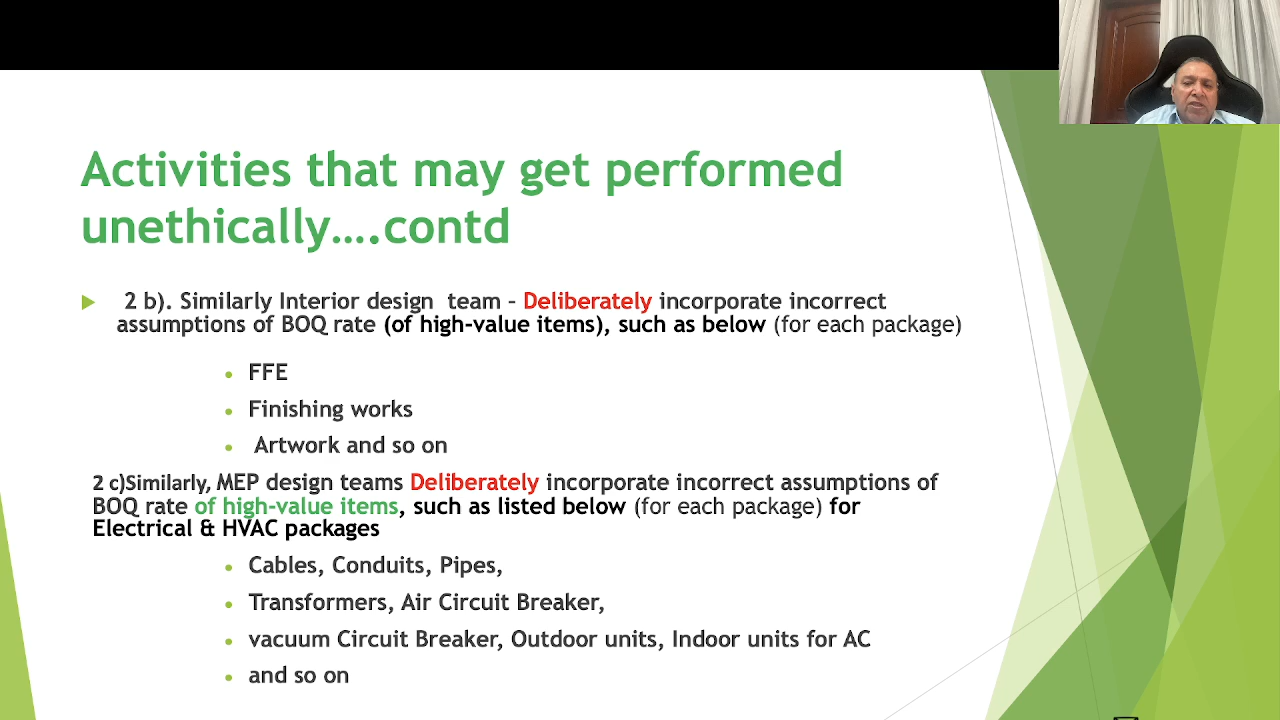 Activities that may get performed
unethically....contd
2 b). Similarly Interior design team – Deliberately incorporate incorrect
assumptions of BOQ rate (of high-value items), such as below (for each package)
FFE
Finishing works
Artwork and so on
2 c)Similarly, MEP design teams Deliberately incorporate incorrect assumptions of
BOQ rate of high-value items, such as listed below (for each package) for
Electrical & HVAC packages
Cables, Conduits, Pipes,
Transformers, Air Circuit Breaker,
vacuum Circuit Breaker, Outdoor units, Indoor units for AC
and so on